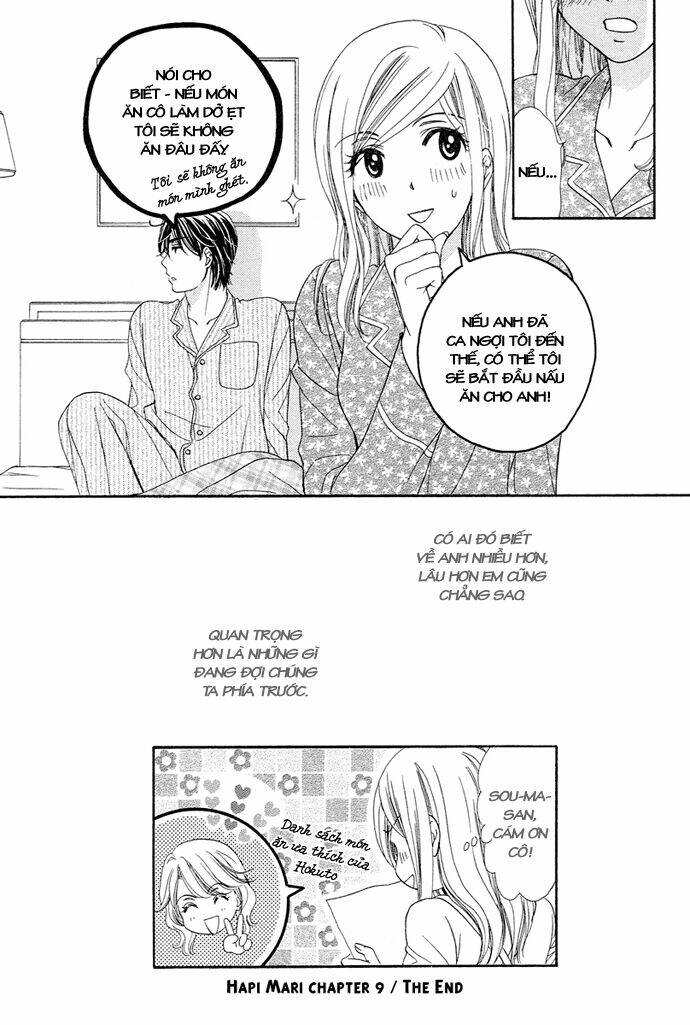 NẾU...
NÓI CHO
BIẾT - NẾU MÓN
ĂN CÔ LÀM DỞ ẸT
TÔI SẼ KHÔNG
ĂN ĐÂU ĐẤY
Tôi sẽ không ăn
món mình ghét.
NẾU ANH ĐÃ
CA NGỢI TÔI ĐẾN
THẾ, CÓ THỂ TÔI
SẼ BẮT ĐẦU NẤU
ĂN CHO ANH!
CÓ AI ĐÓ BIẾT
VỀ ANH NHIỀU HƠN,
LÂU HƠN EM CŨNG
CHẲNG SAO.
QUAN TRỌNG
HƠN LÀ NHỮNG GÌ
ĐANG ĐỢI CHÚNG
TA PHÍA TRƯỚC.
SOU-MA-
SAN,
CÁM ƠN
CÔ!
Danh sách món
ăn ưa thích của
Hokuto
HAPI MARI CHAPTER 9 / THE END